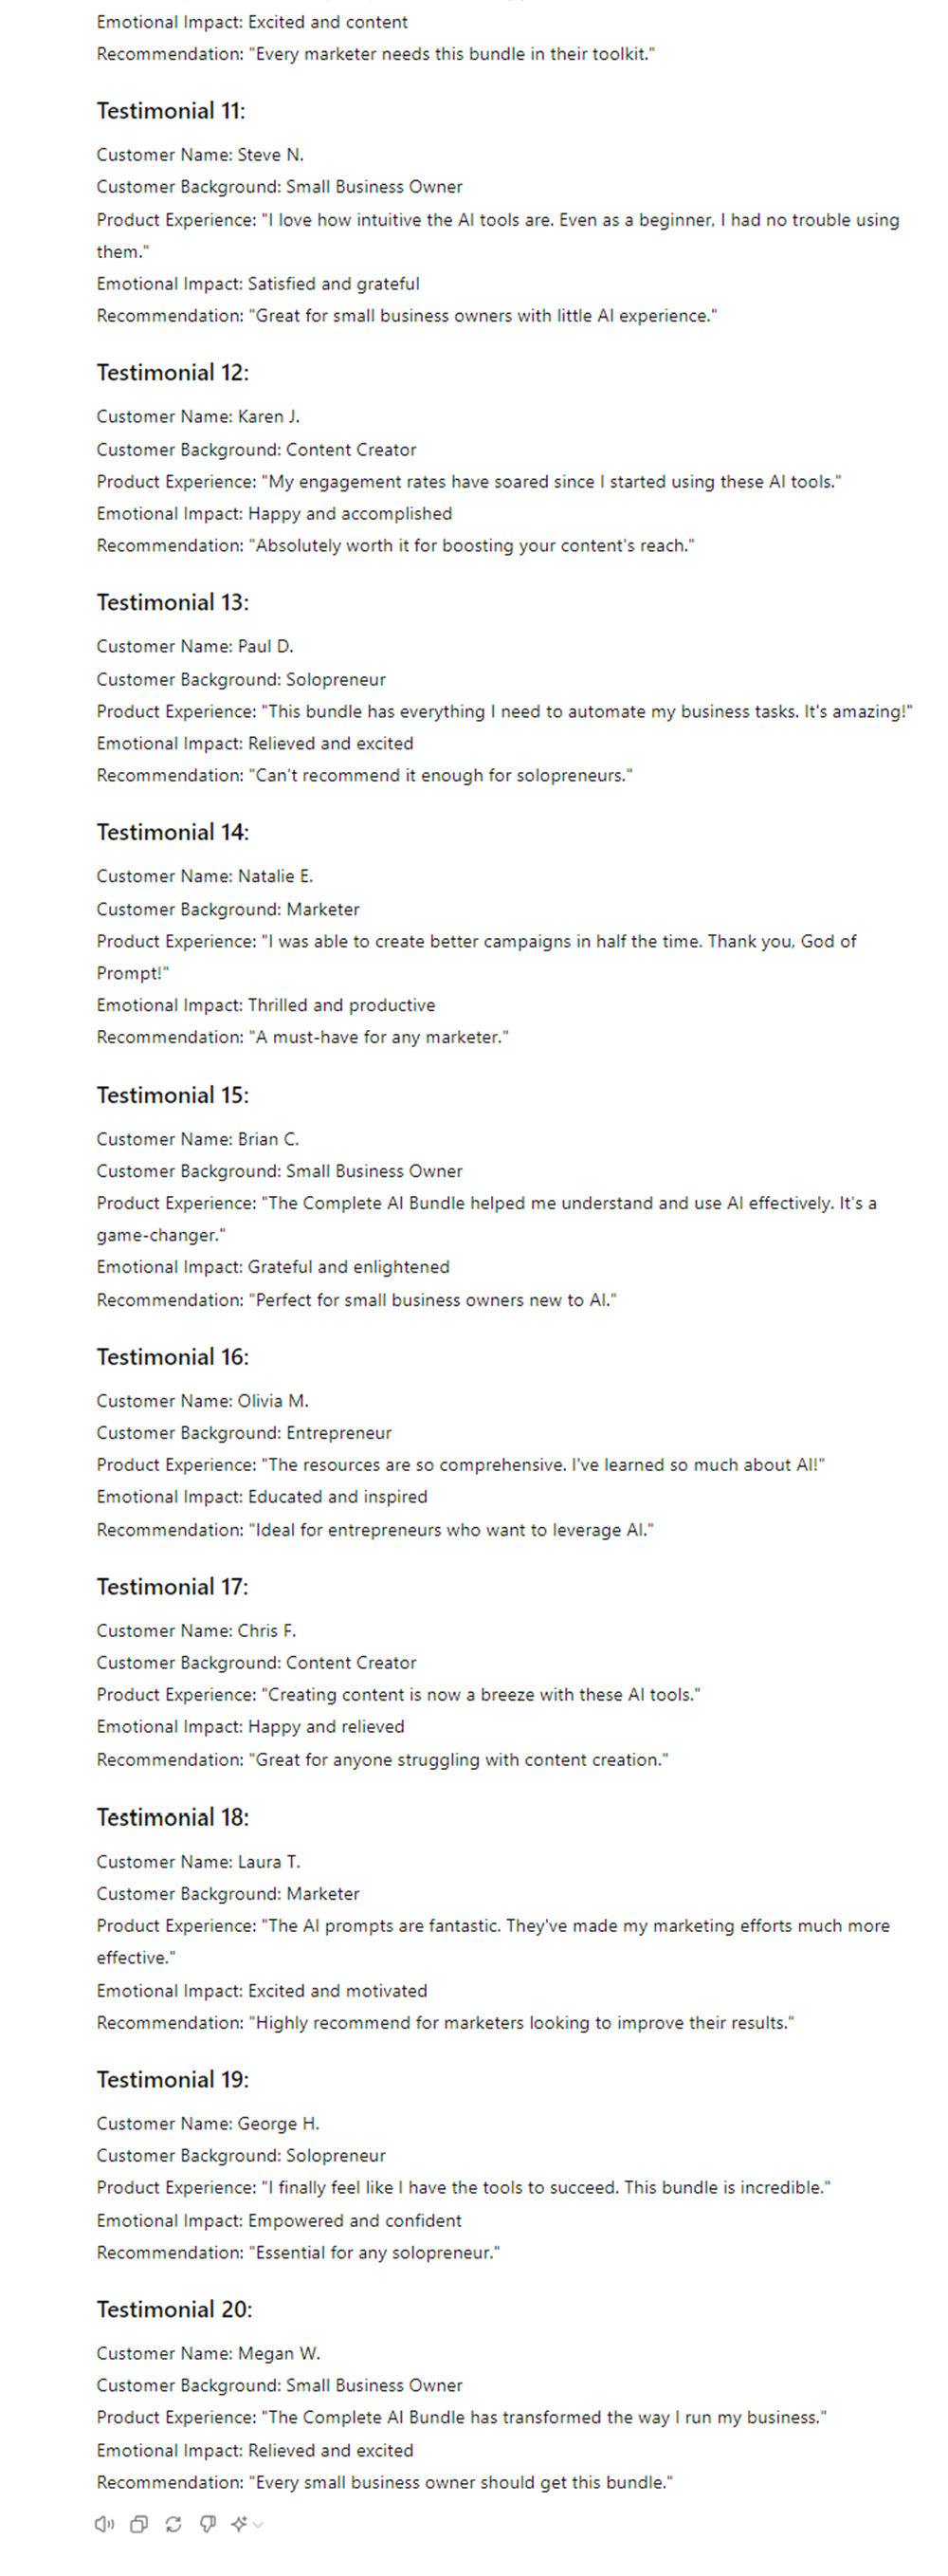 Emotional Impact: Excited and content
Recommendation: "Every marketer needs this bundle in their toolkit."
Testimonial 11:
Customer Name: Steve N.
Customer Background: Small Business Owner
Product Experience: "I love how intuitive the AI tools are. Even as a beginner, I had no trouble using
them."
Emotional Impact: Satisfied and grateful
Recommendation: "Great for small business owners with little AI experience."
Testimonial 12:
Customer Name: Karen J.
Customer Background: Content Creator
Product Experience: "My engagement rates have soared since I started using these AI tools."
Emotional Impact: Happy and accomplished
Recommendation: "Absolutely worth it for boosting your content's reach."
Testimonial 13:
Customer Name: Paul D.
Customer Background: Solopreneur
Product Experience: "This bundle has everything I need to automate my business tasks. It's amazing!"
Emotional Impact: Relieved and excited
Recommendation: "Can't recommend it enough for solopreneurs."
Testimonial 14:
Customer Name: Natalie E.
Customer Background: Marketer
Product Experience: "I was able to create better campaigns in half the time. Thank you, God of
Prompt!"
Emotional Impact: Thrilled and productive
Recommendation: "A must-have for any marketer."
Testimonial 15:
Customer Name: Brian C.
Customer Background: Small Business Owner
Product Experience: "The Complete AI Bundle helped me understand and use AI effectively. It's a
game-changer."
Emotional Impact: Grateful and enlightened
Recommendation: "Perfect for small business owners new to AI."
Testimonial 16:
Customer Name: Olivia M.
Customer Background: Entrepreneur
Product Experience: "The resources are so comprehensive. I've learned so much about AI!"
Emotional Impact: Educated and inspired
Recommendation: "Ideal for entrepreneurs who want to leverage AI."
Testimonial 17:
Customer Name: Chris F.
Customer Background: Content Creator
Product Experience: "Creating content is now a breeze with these AI tools."
Emotional Impact: Happy and relieved
Recommendation: "Great for anyone struggling with content creation."
Testimonial 18:
Customer Name: Laura T.
Customer Background: Marketer
Product Experience: "The AI prompts are fantastic. They've made my marketing efforts much more
effective."
Emotional Impact: Excited and motivated
Recommendation: "Highly recommend for marketers looking to improve their results."
Testimonial 19:
Customer Name: George H.
Customer Background: Solopreneur
Product Experience: "I finally feel like I have the tools to succeed. This bundle is incredible."
Emotional Impact: Empowered and confident
Recommendation: "Essential for any solopreneur."
Testimonial 20:
Customer Name: Megan W.
Customer Background: Small Business Owner
Product Experience: "The Complete AI Bundle has transformed the way I run my business."
Emotional Impact: Relieved and excited
Recommendation: "Every small business owner should get this bundle."